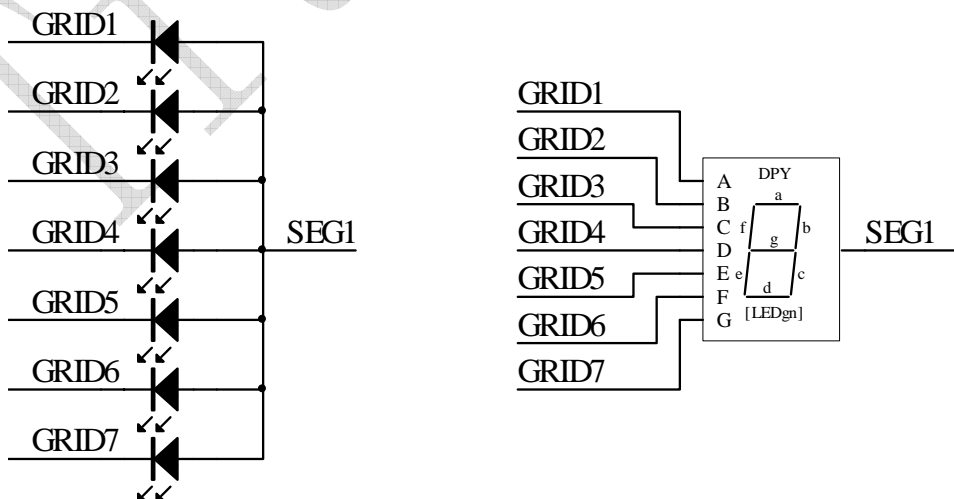 GRID1
GRID2
GRID3
GRID4
GRID5
GRID6
GRID7
SEG1
GRID1
GRID2
GRID3
GRID4
GRID5
GRID6
GRID7
A
B
C
D
E
F
G
DPY
a
f b
g
e c
d
[LEDgn]
SEG1